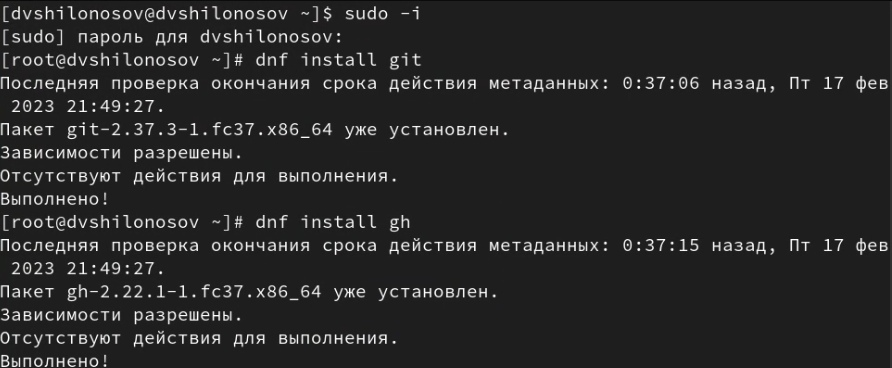 [dvshilonosov@dvshilonosov ~]$ sudo -i
[sudo] пароль для dvshilonosov:
[root@dvshilonosov ~]# dnf install git
Последняя проверка окончания срока действия метаданных: 0:37:06 назад, Пт 17 фев
 2023 21:49:27.
Пакет git-2.37.3-1.fc37.x86_64 уже установлен.
Зависимости разрешены.
Отсутствуют действия для выполнения.
Выполнено!
[root@dvshilonosov ~]# dnf install gh
Последняя проверка окончания срока действия метаданных: 0:37:15 назад, Пт 17 фев
 2023 21:49:27.
Пакет gh-2.22.1-1.fc37.x86_64 уже установлен.
Зависимости разрешены.
Отсутствуют действия для выполнения.
Выполнено!